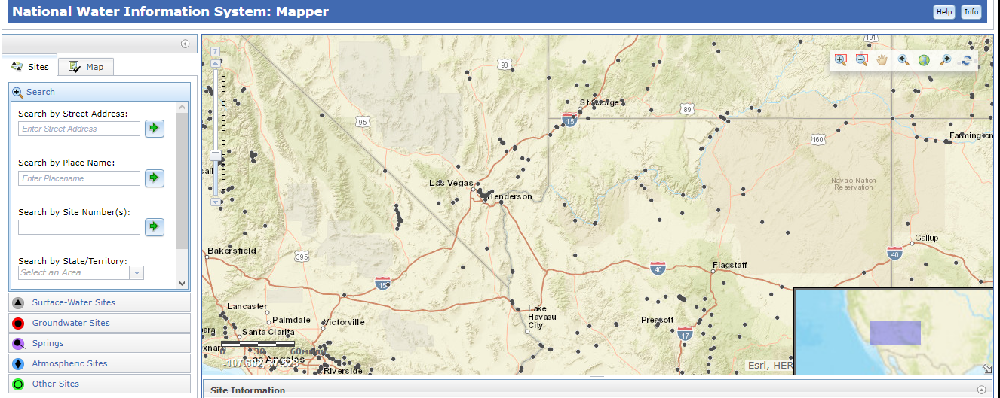 National Water Information System: Mapper
Help
Info
Sites
Map
Search
Search by Street Address:
Enter Street Address
Search by Place Name:
Enter Placename
Search by Site Number(s):
Search by State/Territory:
Select an Area
Surface-Water Sites
Groundwater Sites
Springs
Atmospheric Sites
Other Sites
7
191
93
St George
89
15
95
160
Farmington
Navajo Nation
Reservation
Las Vegas
Henderson
Bakersfield
395
Gallup
40
40
Flagstaff
15
Lancaster
Palmdale
Victorville
Santa Clarita
Lake
Havasu
City
Prescott
17
0
30
Riverside
Esri, HER
Site Information